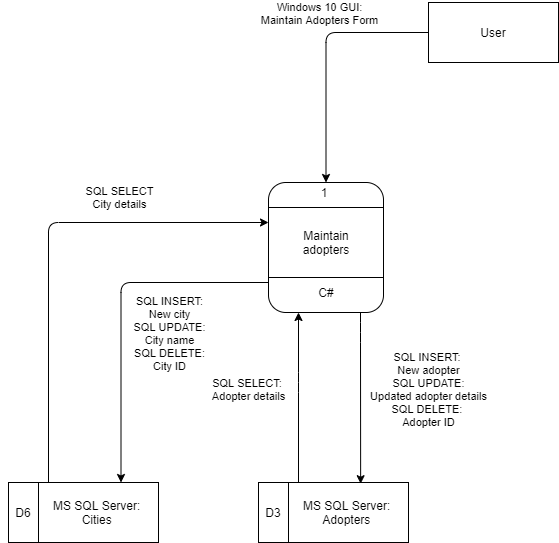 Windows 10 GUI:
Maintain Adopters Form
User
1
Maintain
adopters
C#
SQL SELECT
City details
SQL INSERT:
New city
SQL UPDATE:
City name
SQL DELETE:
City ID
SQL SELECT:
Adopter details
SQL INSERT:
New adopter
SQL UPDATE:
Updated adopter details
SQL DELETE:
Adopter ID
D6
MS SQL Server:
Cities
D3
MS SQL Server:
Adopters